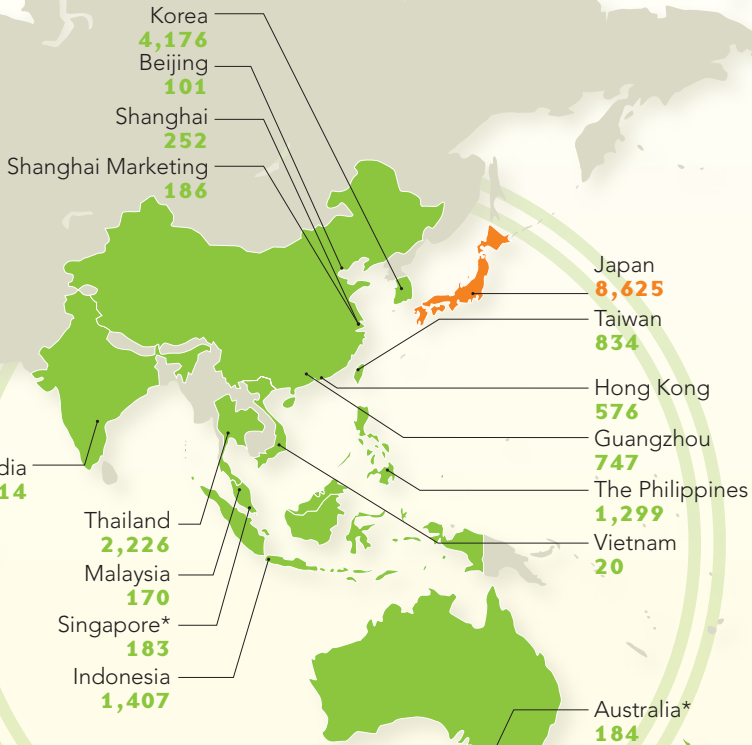 Korea
4,176
Beijing
101
Shanghai
252
Shanghai Marketing
186
Japan
8,625
Taiwan
834
Hong Kong
576
Guangzhou
747
The Philippines
1,299
Vietnam
20
dia
14
Thailand
2,226
Malaysia
170
Singapore*
183
Indonesia
1,407
Australia*
184